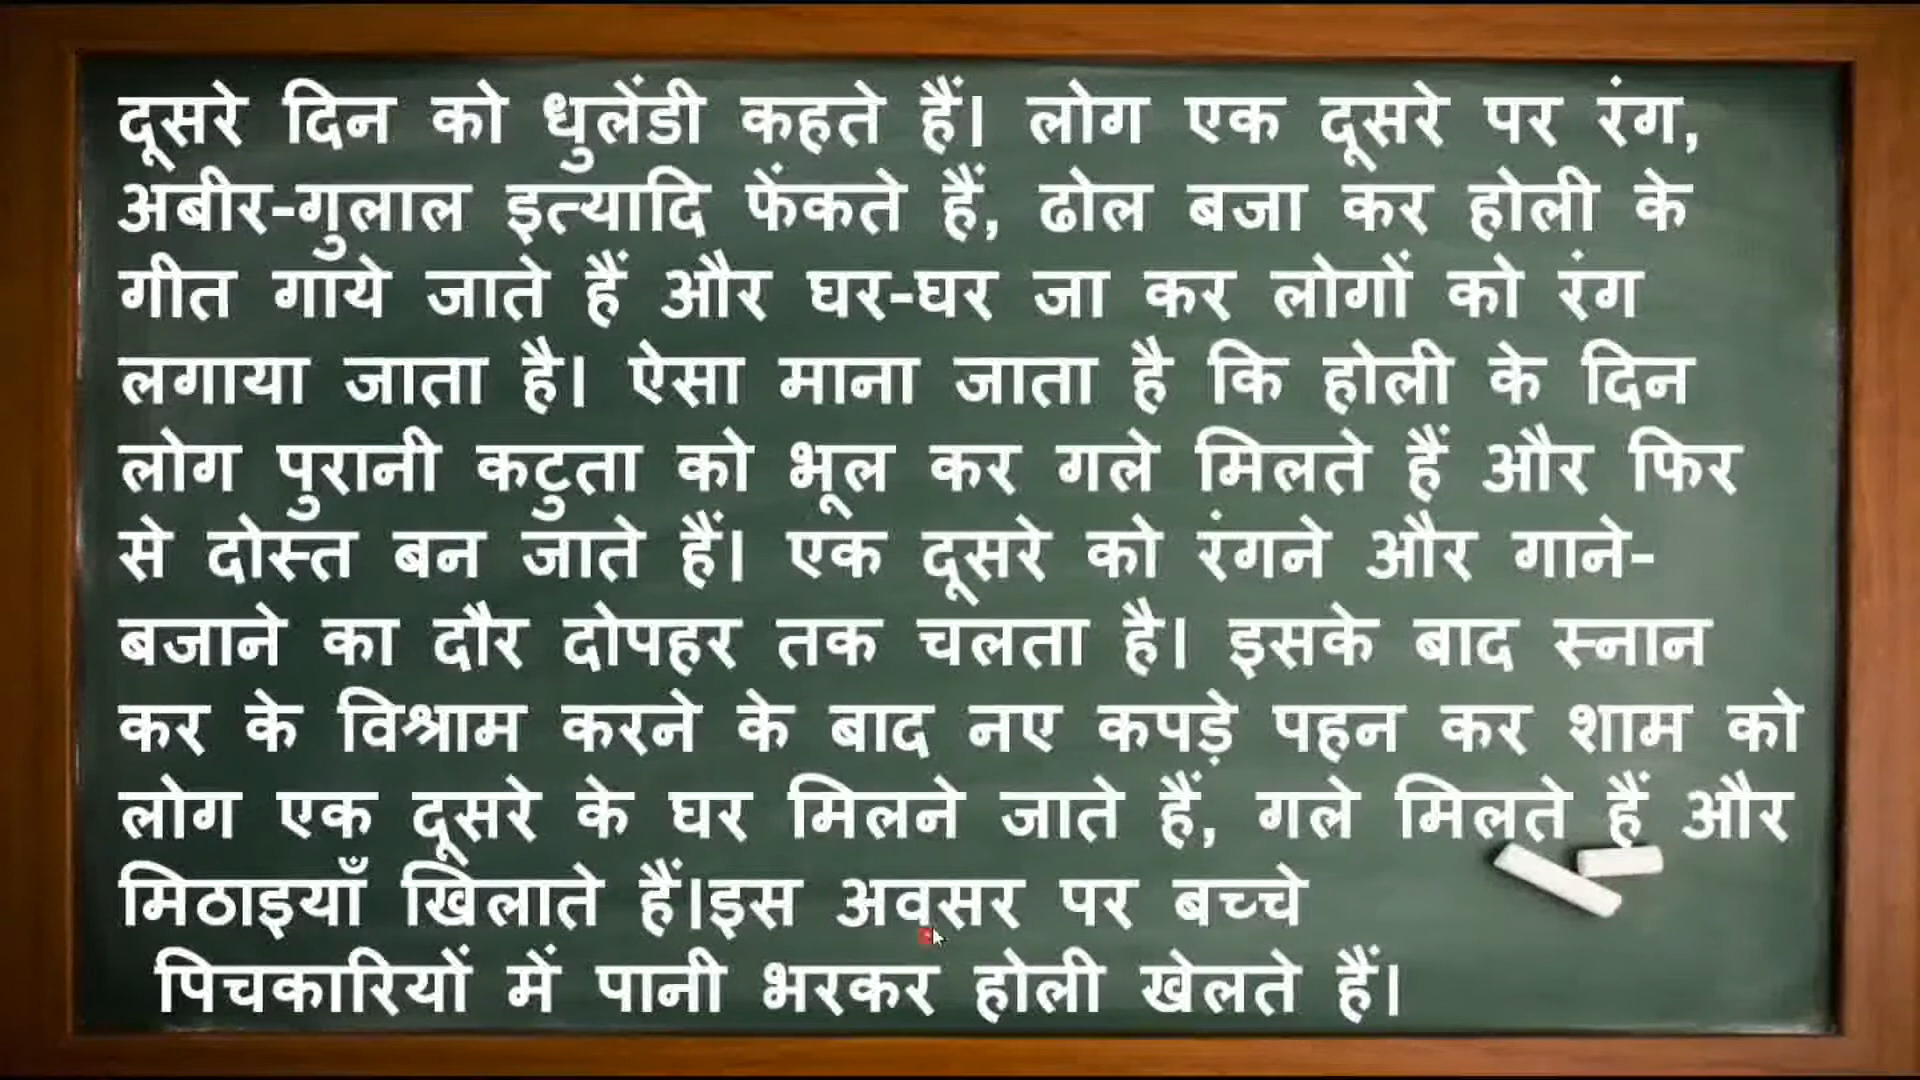 दूसरे दिन को धुलेंडी कहते हैं। लोग एक दूसरे पर रंग,
अबीर-गुलाल इत्यादि फेंकते हैं, ढोल बजा कर होली के
गीत गाये जाते हैं और घर-घर जा कर लोगों को रंग
लगाया जाता है। ऐसा माना जाता है कि होली के दिन
लोग पुरानी कटुता को भूल कर गले मिलते हैं और फिर
से दोस्त बन जाते हैं। एक दूसरे को रंगने और गाने-
बजाने का दौर दोपहर तक चलता है। इसके बाद स्नान
कर के विश्राम करने के बाद नए कपड़े पहन कर शाम को
लोग एक दूसरे के घर मिलने जाते हैं, गले मिलते हैं और
मिठाइयाँ खिलाते हैं।इस अवसर पर बच्चे
पिचकारियों में पानी भरकर होली खेलते हैं।